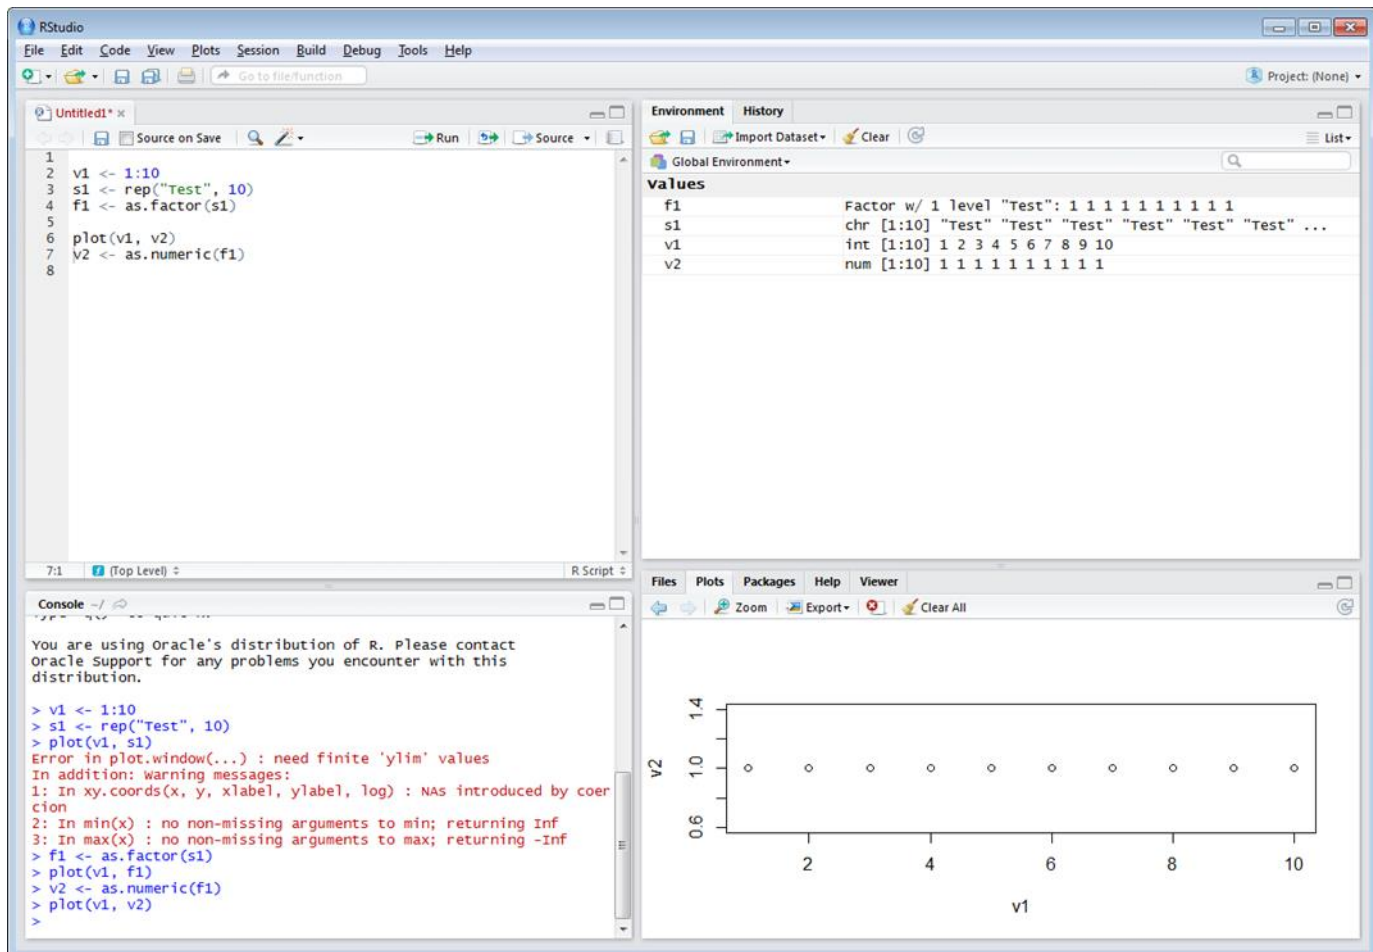 RStudio
File Edit Code View Plots Session Build Debug Tools Help
Go to file/function
Project: (None)
Untitled1*
Source on Save
Run
Source
1
2 v1 <- 1:10
3 s1 <- rep("Test", 10)
4 f1 <- as.factor(s1)
5
6 plot(v1, v2)
7 v2 <- as.numeric(f1)
8
7:1 (Top Level) R Script
Console ~/
You are using Oracle's distribution of R. Please contact
Oracle Support for any problems you encounter with this
distribution.
> v1 <- 1:10
> s1 <- rep("Test", 10)
> plot(v1, s1)
Error in plot.window(...) : need finite 'ylim' values
In addition: Warning messages:
1: In xy.coords(x, y, xlabel, ylabel, log) : NAs introduced by coer
cion
2: In min(x) : no non-missing arguments to min; returning Inf
3: In max(x) : no non-missing arguments to max; returning -Inf
> f1 <- as.factor(s1)
> plot(v1, f1)
> v2 <- as.numeric(f1)
> plot(v1, v2)
>
Environment History
Import Dataset Clear List
Global Environment
Values
f1 Factor w/ 1 level "Test": 1 1 1 1 1 1 1 1 1 1
s1 chr [1:10] "Test" "Test" "Test" "Test" "Test" "Test" ...
v1 int [1:10] 1 2 3 4 5 6 7 8 9 10
v2 num [1:10] 1 1 1 1 1 1 1 1 1 1
Files Plots Packages Help Viewer
Zoom Export Clear All
1.4
1.0
0.6
v2
2 4 6 8 10
v1